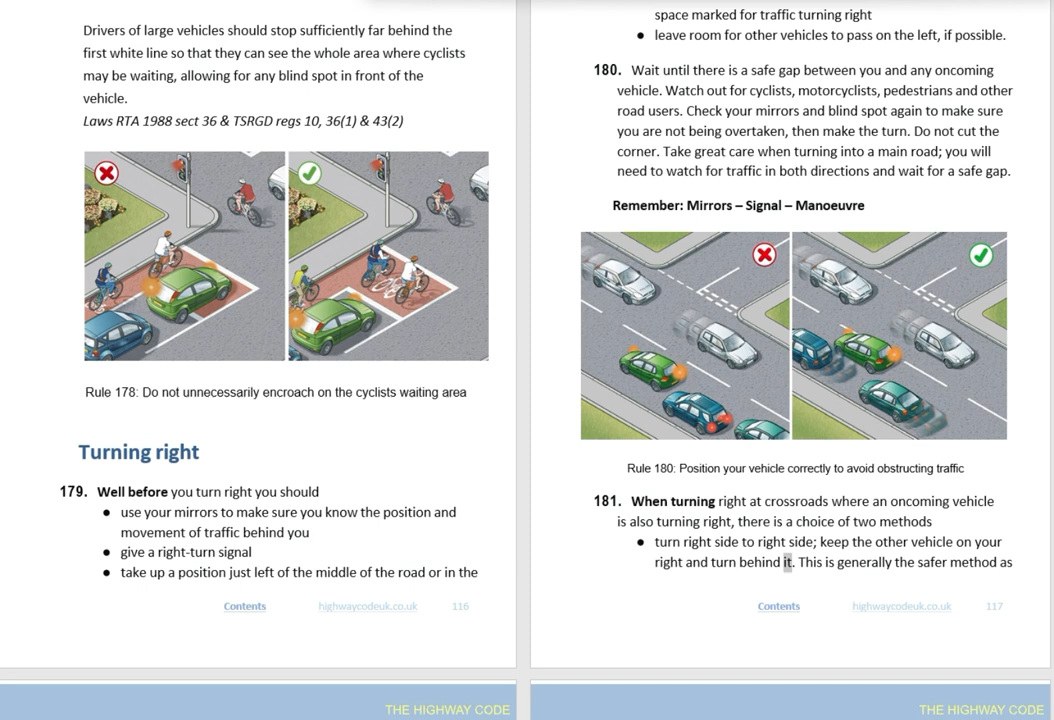 Drivers of large vehicles should stop sufficiently far behind the
first white line so that they can see the whole area where cyclists
may be waiting, allowing for any blind spot in front of the
vehicle.
Laws RTA 1988 sect 36 & TSRGD regs 10, 36(1) & 43(2)
Rule 178: Do not unnecessarily encroach on the cyclists waiting area
Turning right
179. Well before you turn right you should
● use your mirrors to make sure you know the position and
movement of traffic behind you
● give a right-turn signal
● take up a position just left of the middle of the road or in the
Contents highwaycodeuk.co.uk 116
THE HIGHWAY CODE
space marked for traffic turning right
● leave room for other vehicles to pass on the left, if possible.
180. Wait until there is a safe gap between you and any oncoming
vehicle. Watch out for cyclists, motorcyclists, pedestrians and other
road users. Check your mirrors and blind spot again to make sure
you are not being overtaken, then make the turn. Do not cut the
corner. Take great care when turning into a main road; you will
need to watch for traffic in both directions and wait for a safe gap.
Remember: Mirrors – Signal – Manoeuvre
Rule 180: Position your vehicle correctly to avoid obstructing traffic
181. When turning right at crossroads where an oncoming vehicle
is also turning right, there is a choice of two methods
● turn right side to right side; keep the other vehicle on your
right and turn behind it. This is generally the safer method as
Contents highwaycodeuk.co.uk 117
THE HIGHWAY CODE